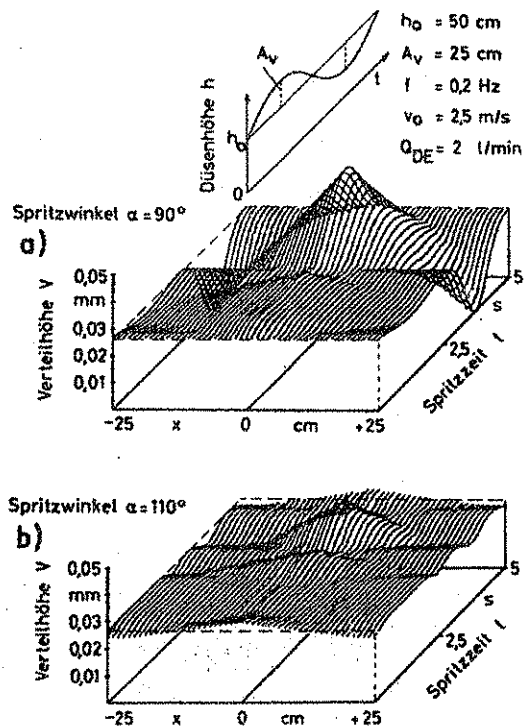 h₀ = 50 cm
Aᵥ = 25 cm
f = 0,2 Hz
v₀ = 2,5 m/s
Q_DE = 2 l/min
Aᵥ
t
Düsenhöhe h
h₀
0
Spritzwinkel α=90°
a)
Verteilhöhe V
0,05
mm
0,03
0,02
0,01
-25 x 0 cm +25
5
s
2,5
Spritzzeit t
Spritzwinkel α=110°
b)
Verteilhöhe V
0,05
mm
0,03
0,02
0,01
-25 x 0 cm +25
5
s
2,5
Spritzzeit t